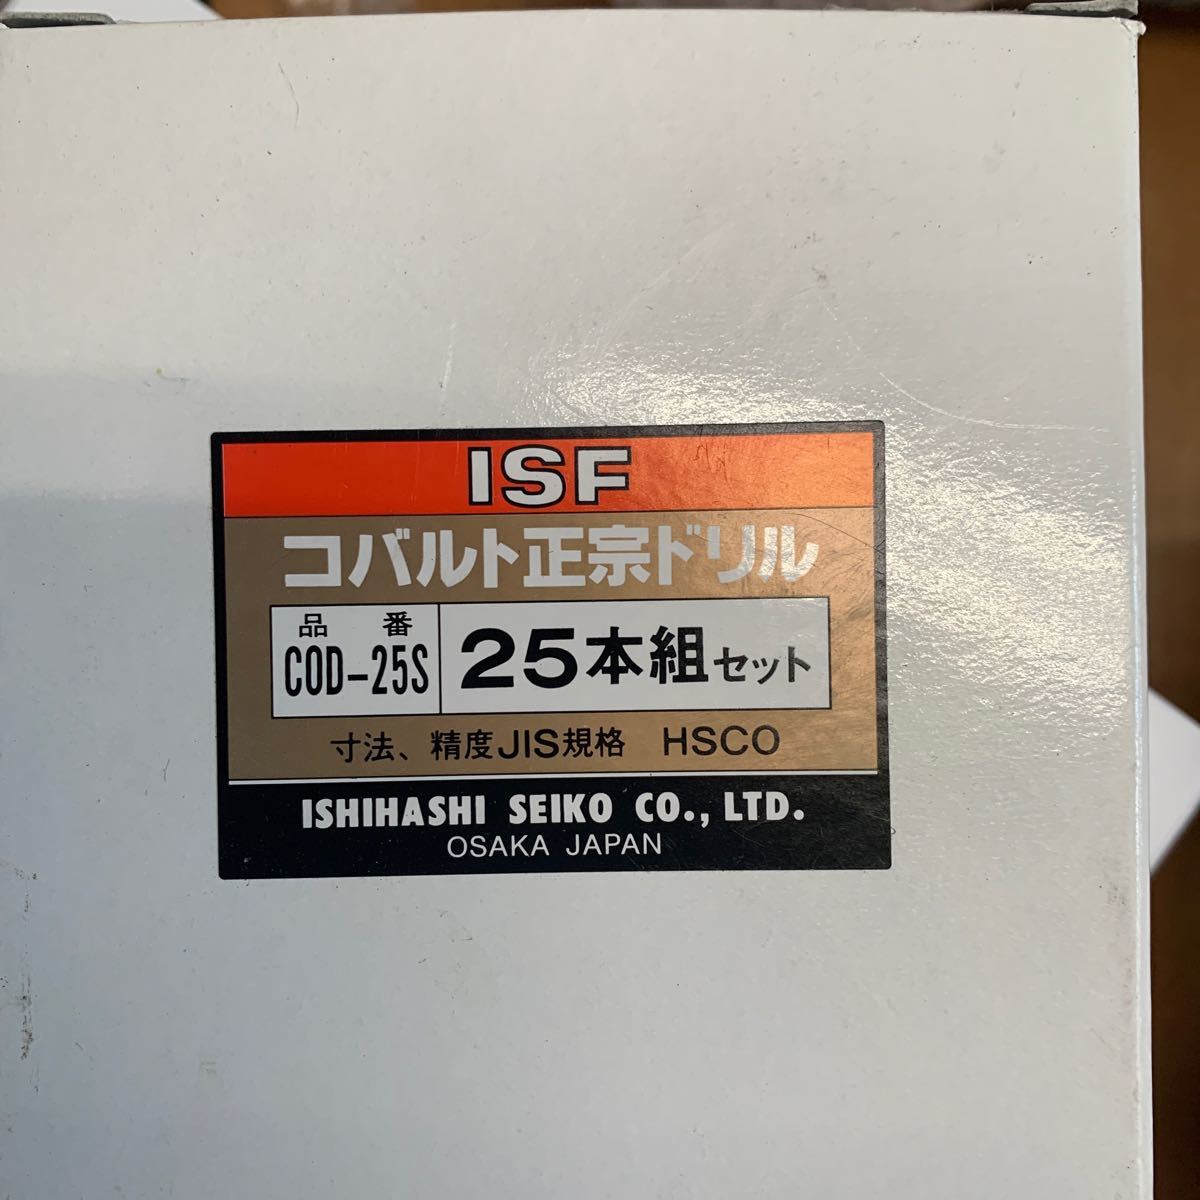 ISF
コバルト正宗ドリル
品番
COD-25S
25本組セット
寸法、精度JIS規格 HSCO
ISHIHASHI SEIKO CO., LTD.
OSAKA JAPAN